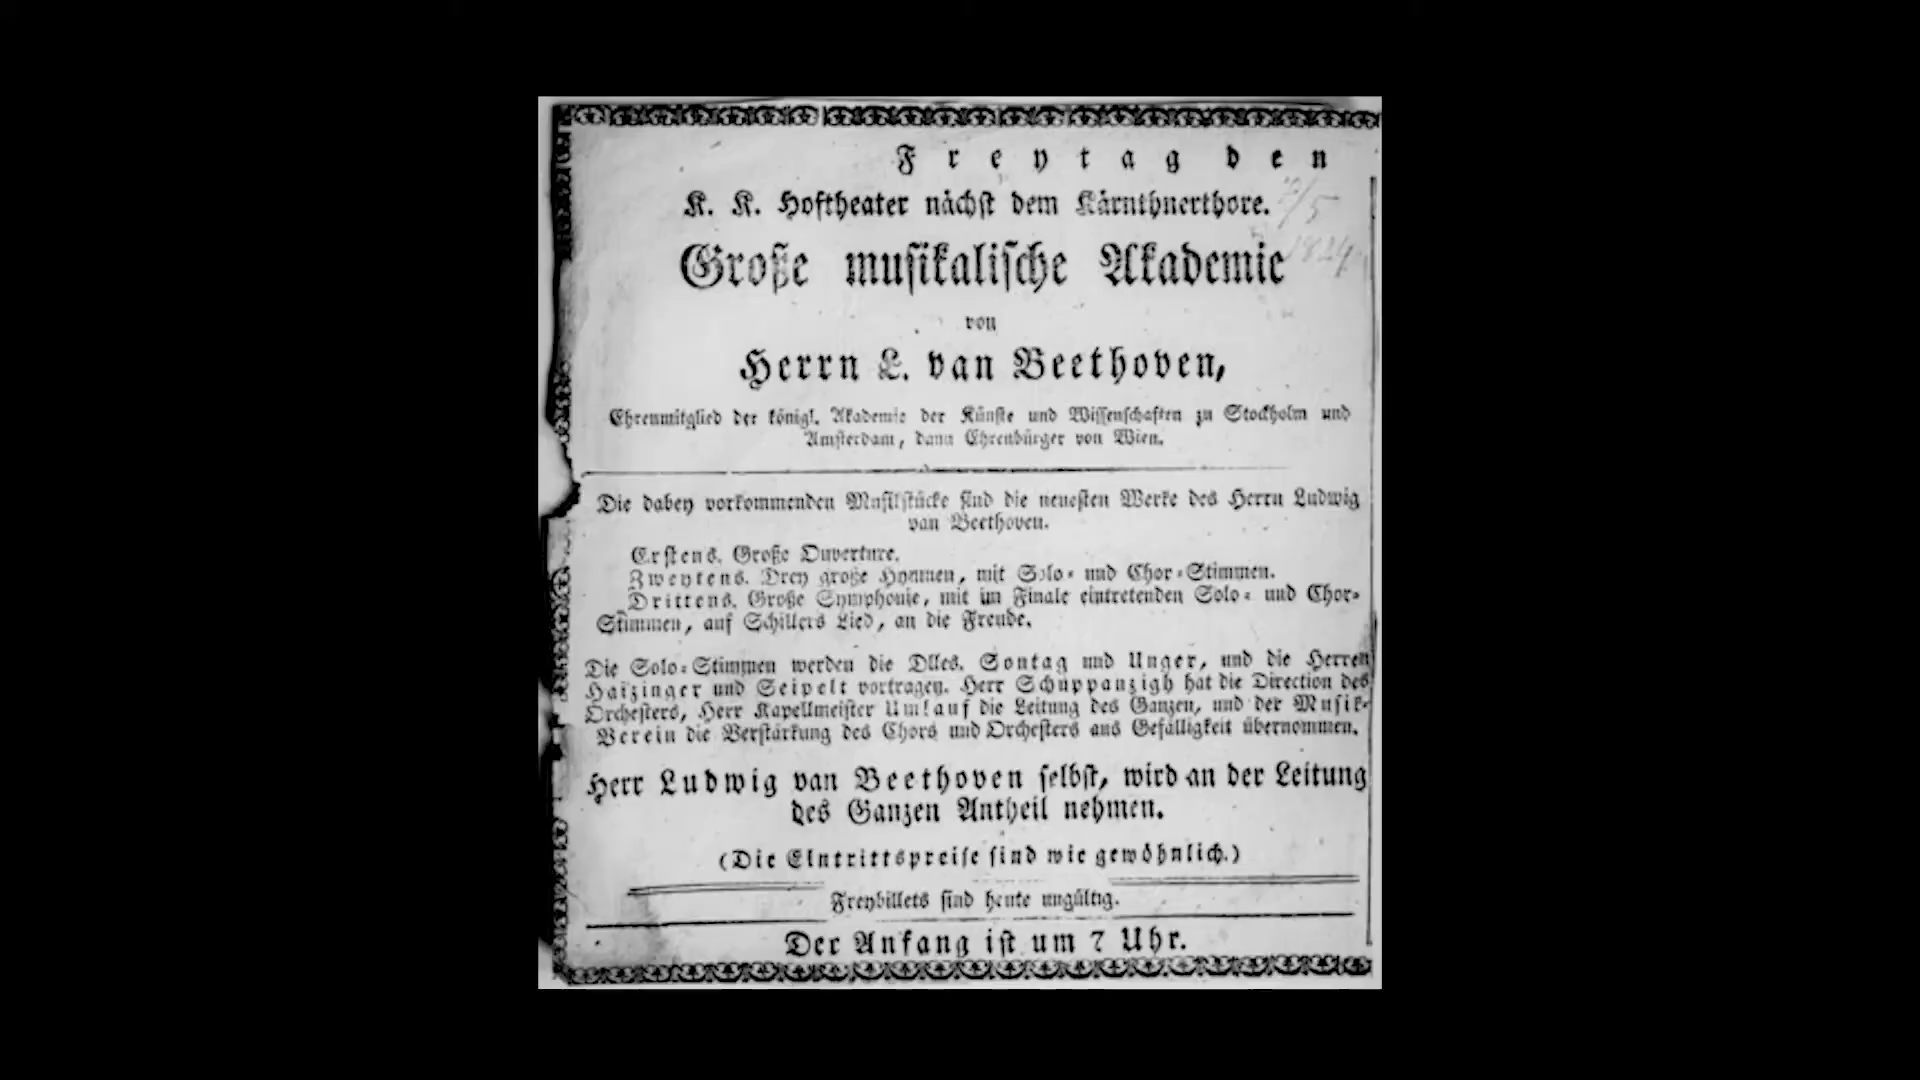 Freytag den
K. K. Hoftheater nächst dem Kärnthnerthore.
7/5
1824
Große musikalische Akademie
von
Herrn L. van Beethoven,
Ehrenmitglied der königl. Akademie der Künste und Wissenschaften zu Stockholm und
Amsterdam, dann Ehrenbürger von Wien.
Die dabey vorkommenden Musikstücke sind die neuesten Werke des Herrn Ludwig
van Beethoven.
Erstens. Große Ouverture.
Zweytens. Drey große Hymnen, mit Solo- und Chor-Stimmen.
Drittens. Große Symphonie, mit im Finale eintretenden Solo- und Chor-
Stimmen, auf Schillers Lied, an die Freude.
Die Solo-Stimmen werden die Dlles. Sontag und Unger, und die Herren
Haizinger und Seipelt vortragen. Herr Schuppanzigh hat die Direction des
Orchesters, Herr Kapellmeister Umlauf die Leitung des Ganzen, und der Musik-
Verein die Verstärkung des Chors und Orchesters aus Gefälligkeit übernommen.
Herr Ludwig van Beethoven selbst, wird an der Leitung
des Ganzen Antheil nehmen.
(Die Eintrittspreise sind wie gewöhnlich.)
Freybillets sind heute ungültig.
Der Anfang ist um 7 Uhr.